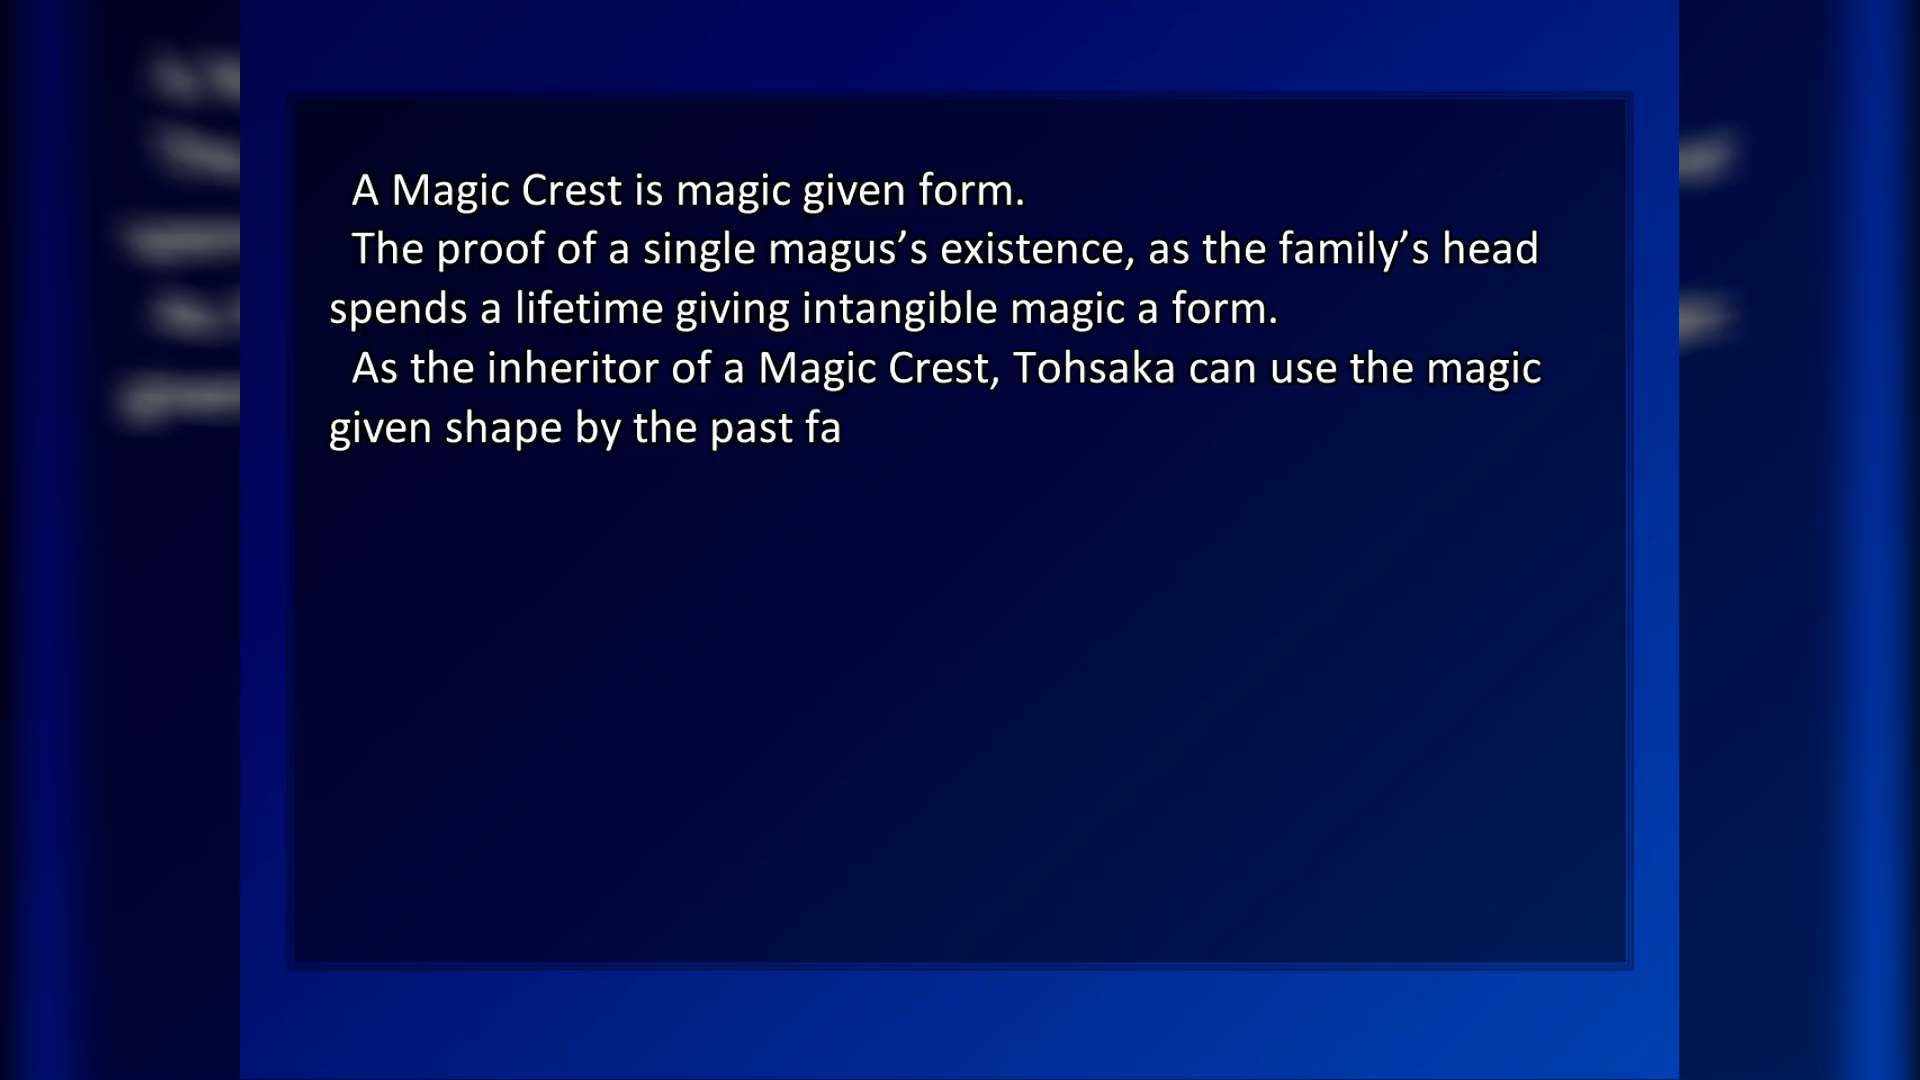 A Magic Crest is magic given form.
The proof of a single magus’s existence, as the family’s head
spends a lifetime giving intangible magic a form.
As the inheritor of a Magic Crest, Tohsaka can use the magic
given shape by the past fa